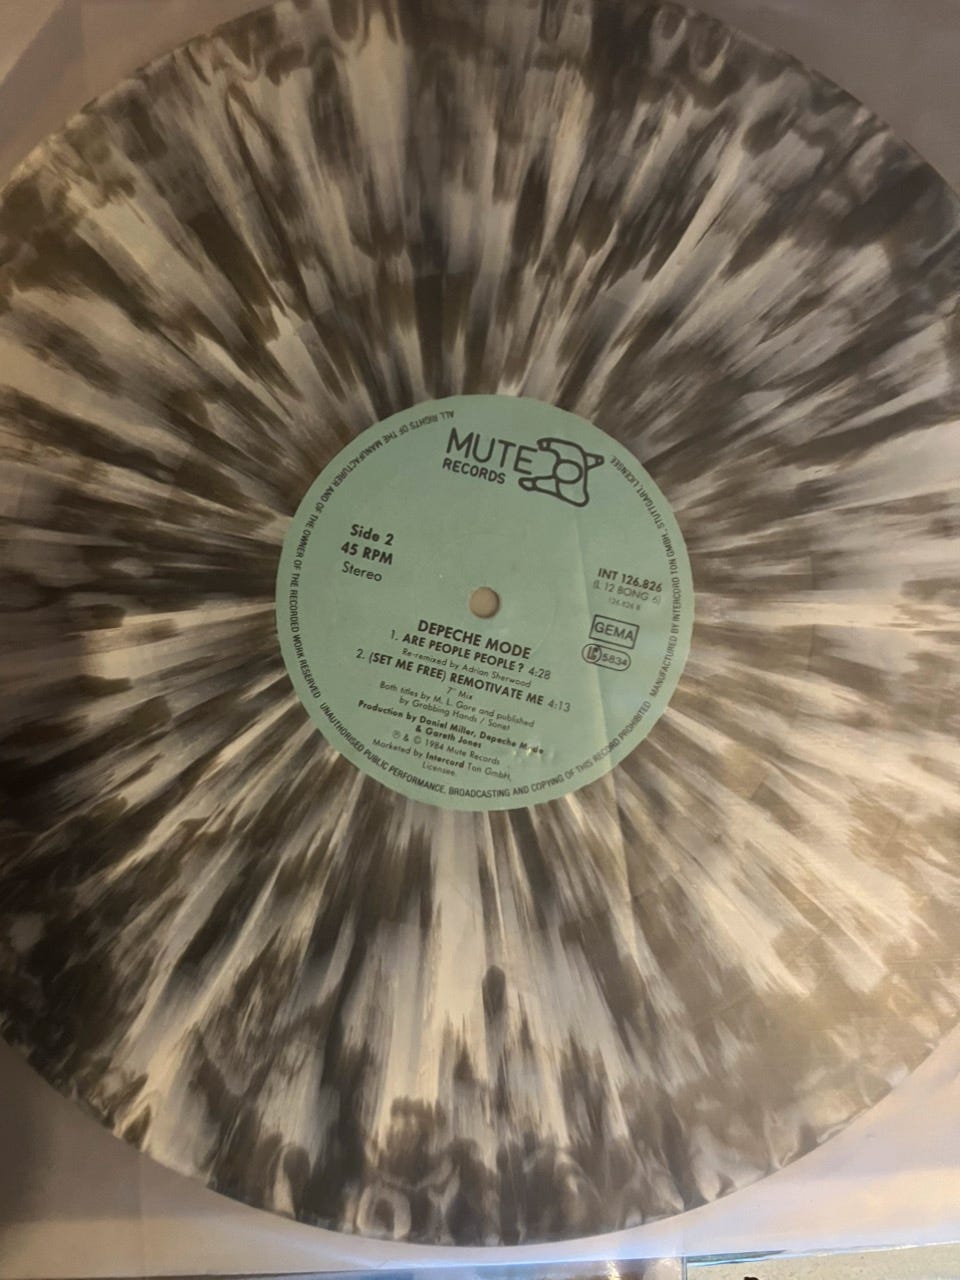 MUTE
RECORDS
Side 2
45 RPM
Stereo
INT 126.826
(L 12 BONG 6)
126.826 B
GEMA
LC 5834
DEPECHE MODE
1. ARE PEOPLE PEOPLE? 4:28
Re-remixed by Adrian Sherwood
2. (SET ME FREE) REMOTIVATE ME 4:13
7" Mix
Both titles by M. L. Gore and published
by Grabbing Hands / Sonet
Production by Daniel Miller, Depeche Mode
& Gareth Jones
℗ & © 1984 Mute Records
Marketed by Intercord Ton GmbH,
Licensee.
ALL RIGHTS OF THE MANUFACTURER AND OF THE OWNER OF THE RECORDED WORK RESERVED UNAUTHORISED PUBLIC PERFORMANCE, BROADCASTING AND COPYING OF THIS RECORD PROHIBITED MANUFACTURED BY INTERCORD TON GMBH, STUTTGART, LICENSEE